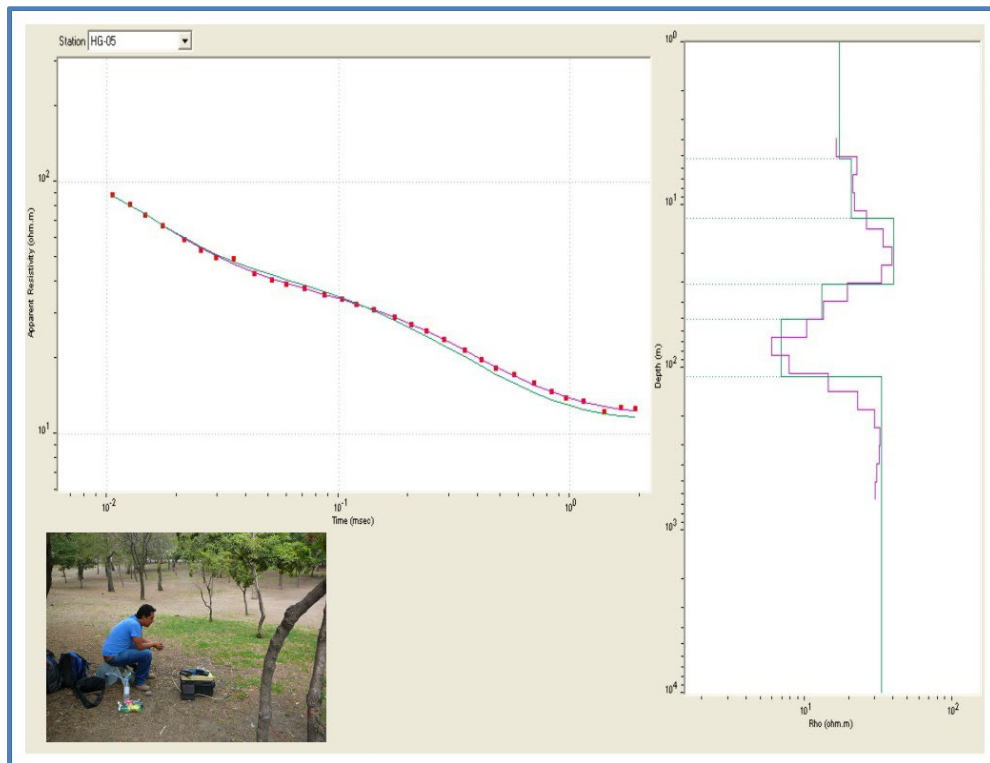 Station HG-05
Apparent Resistivity (ohm.m)
10²
10¹
10⁻² 10⁻¹ 10⁰
Time (msec)
Depth (m)
10⁰
10¹
10²
10³
10⁴
10¹ 10²
Rho (ohm.m)